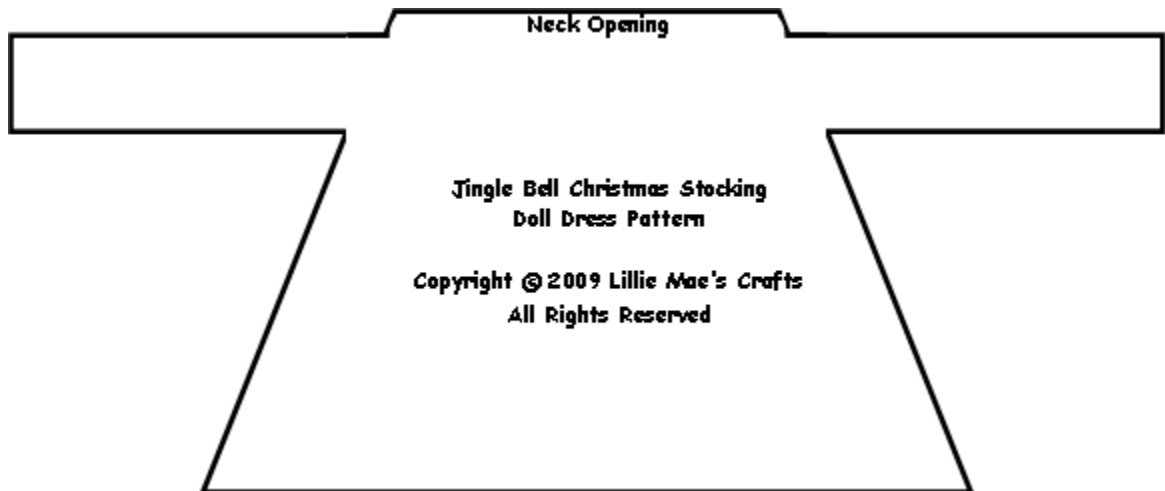 Neck Opening
Jingle Bell Christmas Stocking
Doll Dress Pattern
Copyright © 2009 Lillie Mae's Crafts
All Rights Reserved